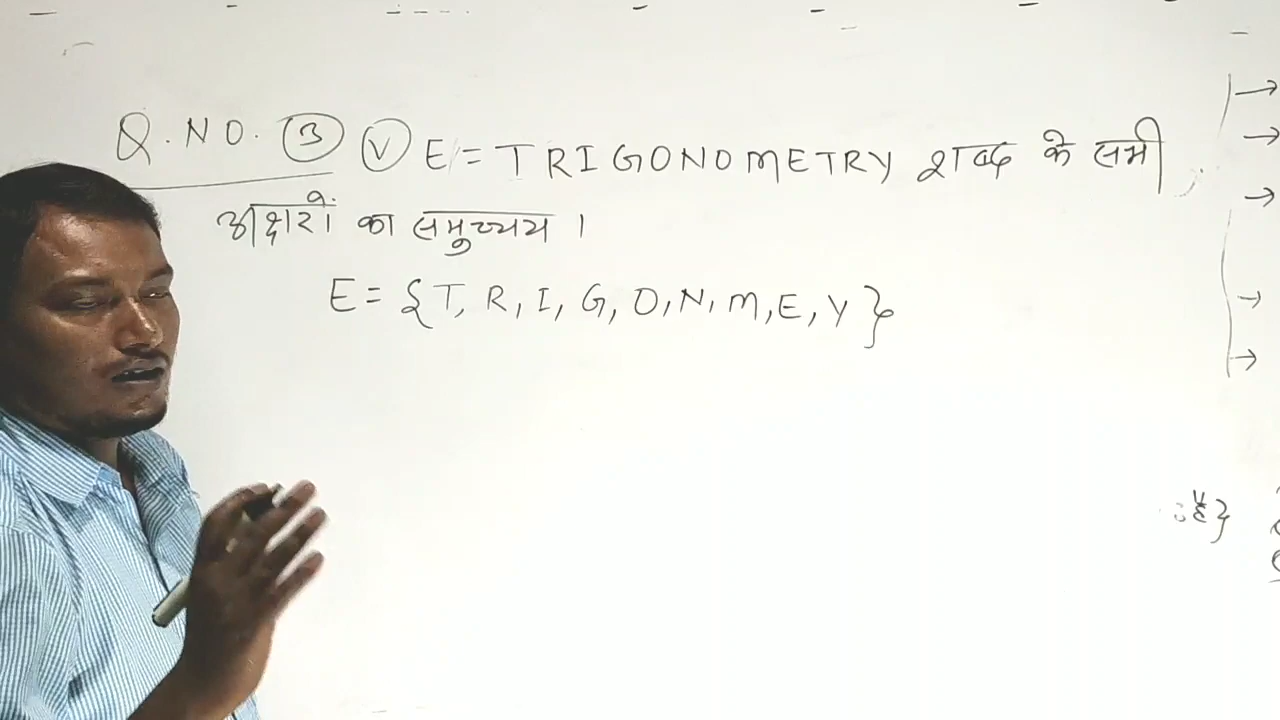 Q.NO. 3 V E = TRIGONOMETRY शब्द के सभी
अक्षरों का समुच्चय ।
E = {T, R, I, G, O, N, M, E, Y}